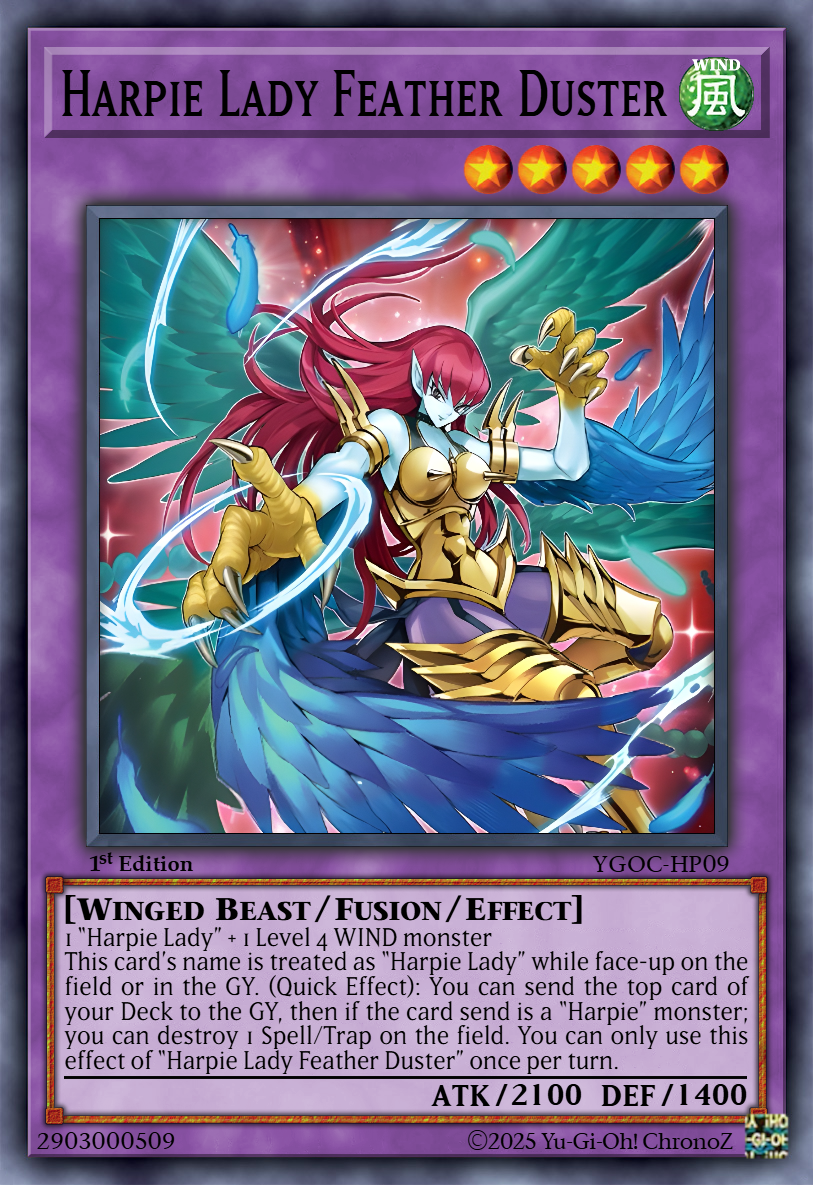 Harpie Lady Feather Duster
WIND
風
1st Edition
YGOC-HP09
[Winged Beast/Fusion/Effect]
1 "Harpie Lady" + 1 Level 4 WIND monster
This card's name is treated as "Harpie Lady" while face-up on the
field or in the GY. (Quick Effect): You can send the top card of
your Deck to the GY, then if the card send is a "Harpie" monster;
you can destroy 1 Spell/Trap on the field. You can only use this
effect of "Harpie Lady Feather Duster" once per turn.
ATK/2100 DEF/1400
2903000509
©2025 Yu-Gi-Oh! ChronoZ